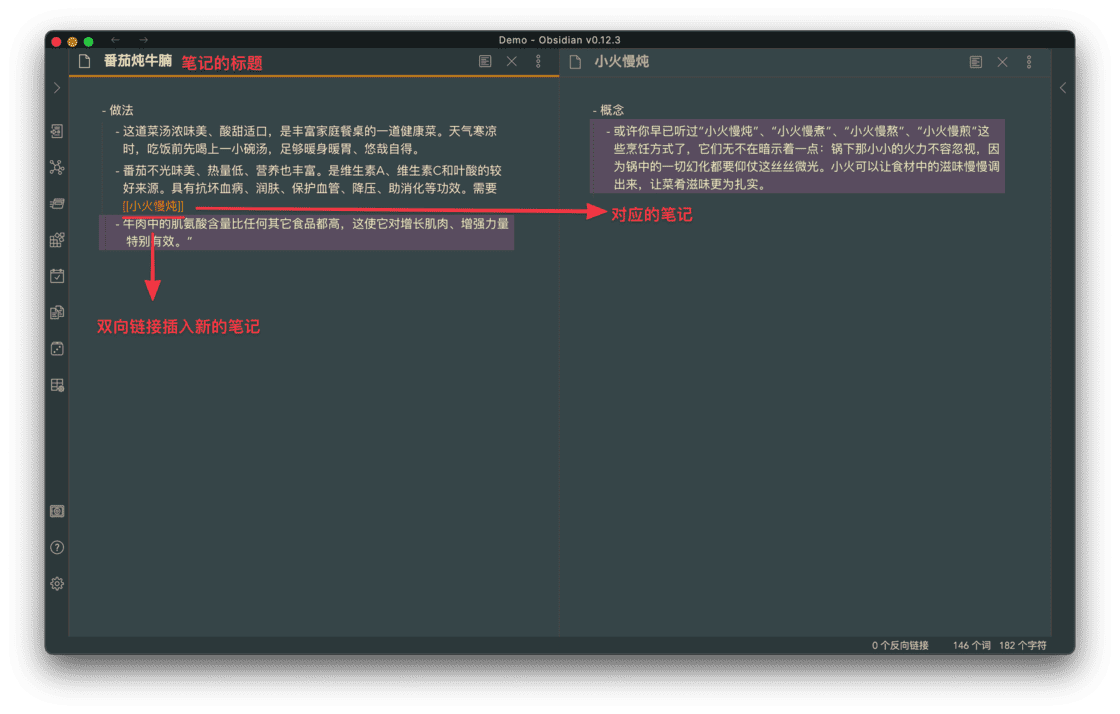 Demo - Obsidian v0.12.3
番茄炖牛腩 笔记的标题
- 做法
- 这道菜汤浓味美、酸甜适口，是丰富家庭餐桌的一道健康菜。天气寒凉
时，吃饭前先喝上一小碗汤，足够暖身暖胃、悠哉自得。
- 番茄不光味美、热量低、营养也丰富。是维生素A、维生素C和叶酸的较
好来源。具有抗坏血病、润肤、保护血管、降压、助消化等功效。需要
[[小火慢炖]]
- 牛肉中的肌氨酸含量比任何其它食品都高，这使它对增长肌肉、增强力量
特别有效。“
双向链接插入新的笔记
小火慢炖
- 概念
- 或许你早已听过“小火慢炖”、“小火慢煮”、“小火慢熬”、“小火慢煎”这
些烹饪方式了，它们无不在暗示着一点：锅下那小小的火力不容忽视，因
为锅中的一切幻化都要仰仗这丝丝微光。小火可以让食材中的滋味慢慢调
出来，让菜肴滋味更为扎实。
对应的笔记
0 个反向链接 146 个词 182 个字符